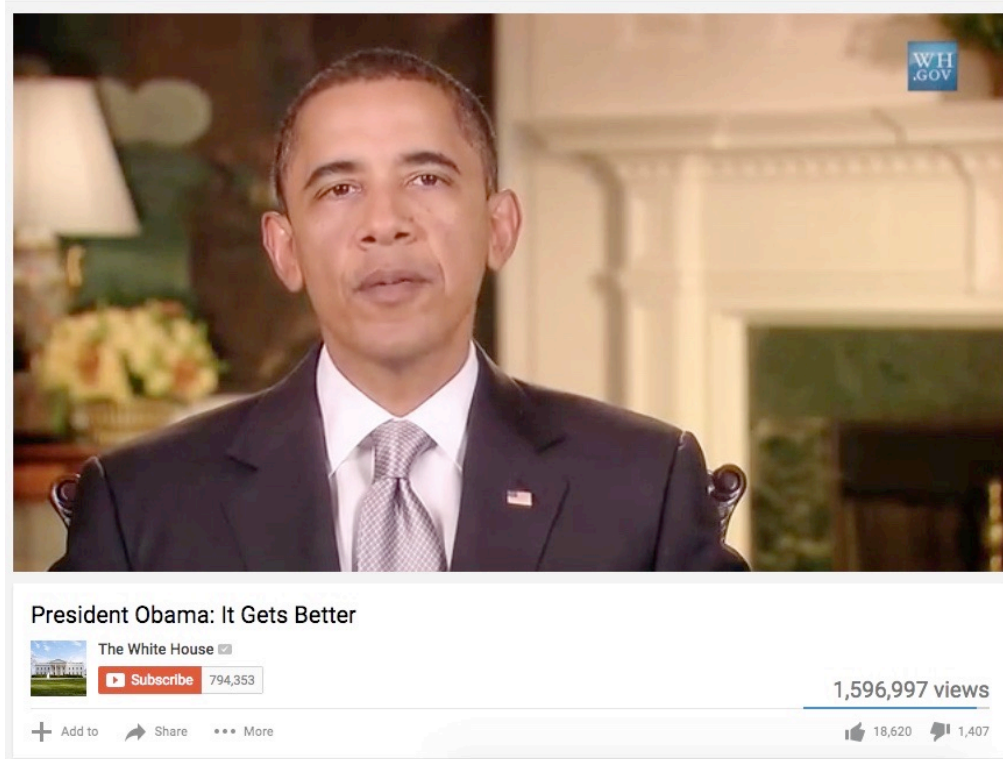 WH
.GOV
President Obama: It Gets Better
The White House
Subscribe 794,353
1,596,997 views
Add to Share More
18,620 1,407